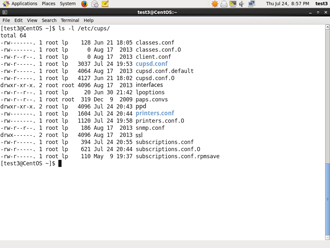 Applications Places System
Thu Jul 24, 8:57 PM test3
test3@CentOS:~
File Edit View Search Terminal Help
[test3@CentOS ~]$ ls -l /etc/cups/
total 64
-rw-------. 1 root lp 128 Jun 21 18:05 classes.conf
-rw-------. 1 root lp 0 Aug 17 2013 classes.conf.O
-rw-r--r--. 1 root lp 0 Aug 17 2013 client.conf
-rw-------. 1 root lp 3037 Jul 24 19:53 cupsd.conf
-rw-r-----. 1 root lp 4064 Aug 17 2013 cupsd.conf.default
-rw-r-----. 1 root lp 4127 Jun 21 18:02 cupsd.conf.O
drwxr-xr-x. 2 root root 4096 Aug 17 2013 interfaces
-rw-r--r--. 1 root lp 20 Jun 30 21:42 lpoptions
-rw-r--r--. 1 root lp 319 Dec 9 2009 paps.convs
drwxr-xr-x. 2 root lp 4096 Jul 24 20:43 ppd
-rw-------. 1 root lp 1604 Jul 24 20:44 printers.conf
-rw-------. 1 root lp 1120 Jul 24 19:58 printers.conf.O
-rw-r--r--. 1 root lp 186 Aug 17 2013 snmp.conf
drwx------. 2 root lp 4096 Aug 17 2013 ssl
-rw-r-----. 1 root lp 394 Jul 24 20:55 subscriptions.conf
-rw-r-----. 1 root lp 621 Jul 24 20:44 subscriptions.conf.O
-rw-r-----. 1 root lp 110 May 9 19:37 subscriptions.conf.rpmsave
[test3@CentOS ~]$